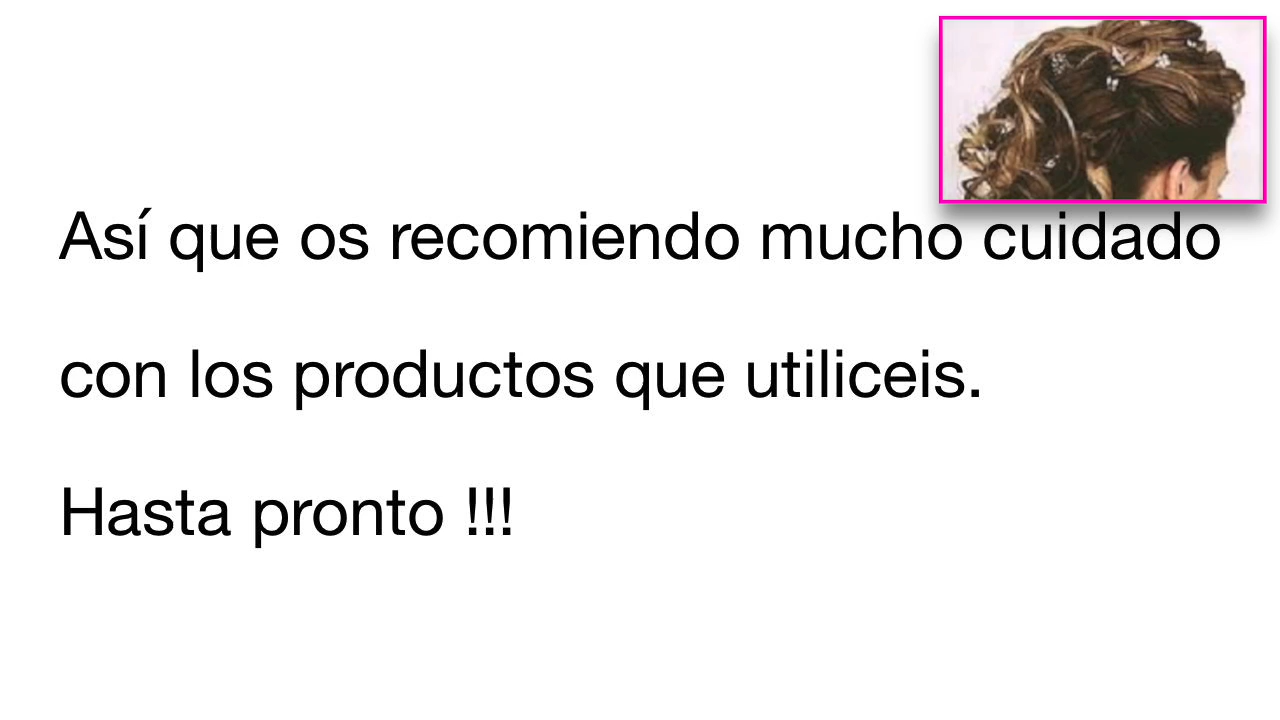 Así que os recomiendo mucho cuidado
con los productos que utiliceis.
Hasta pronto !!!